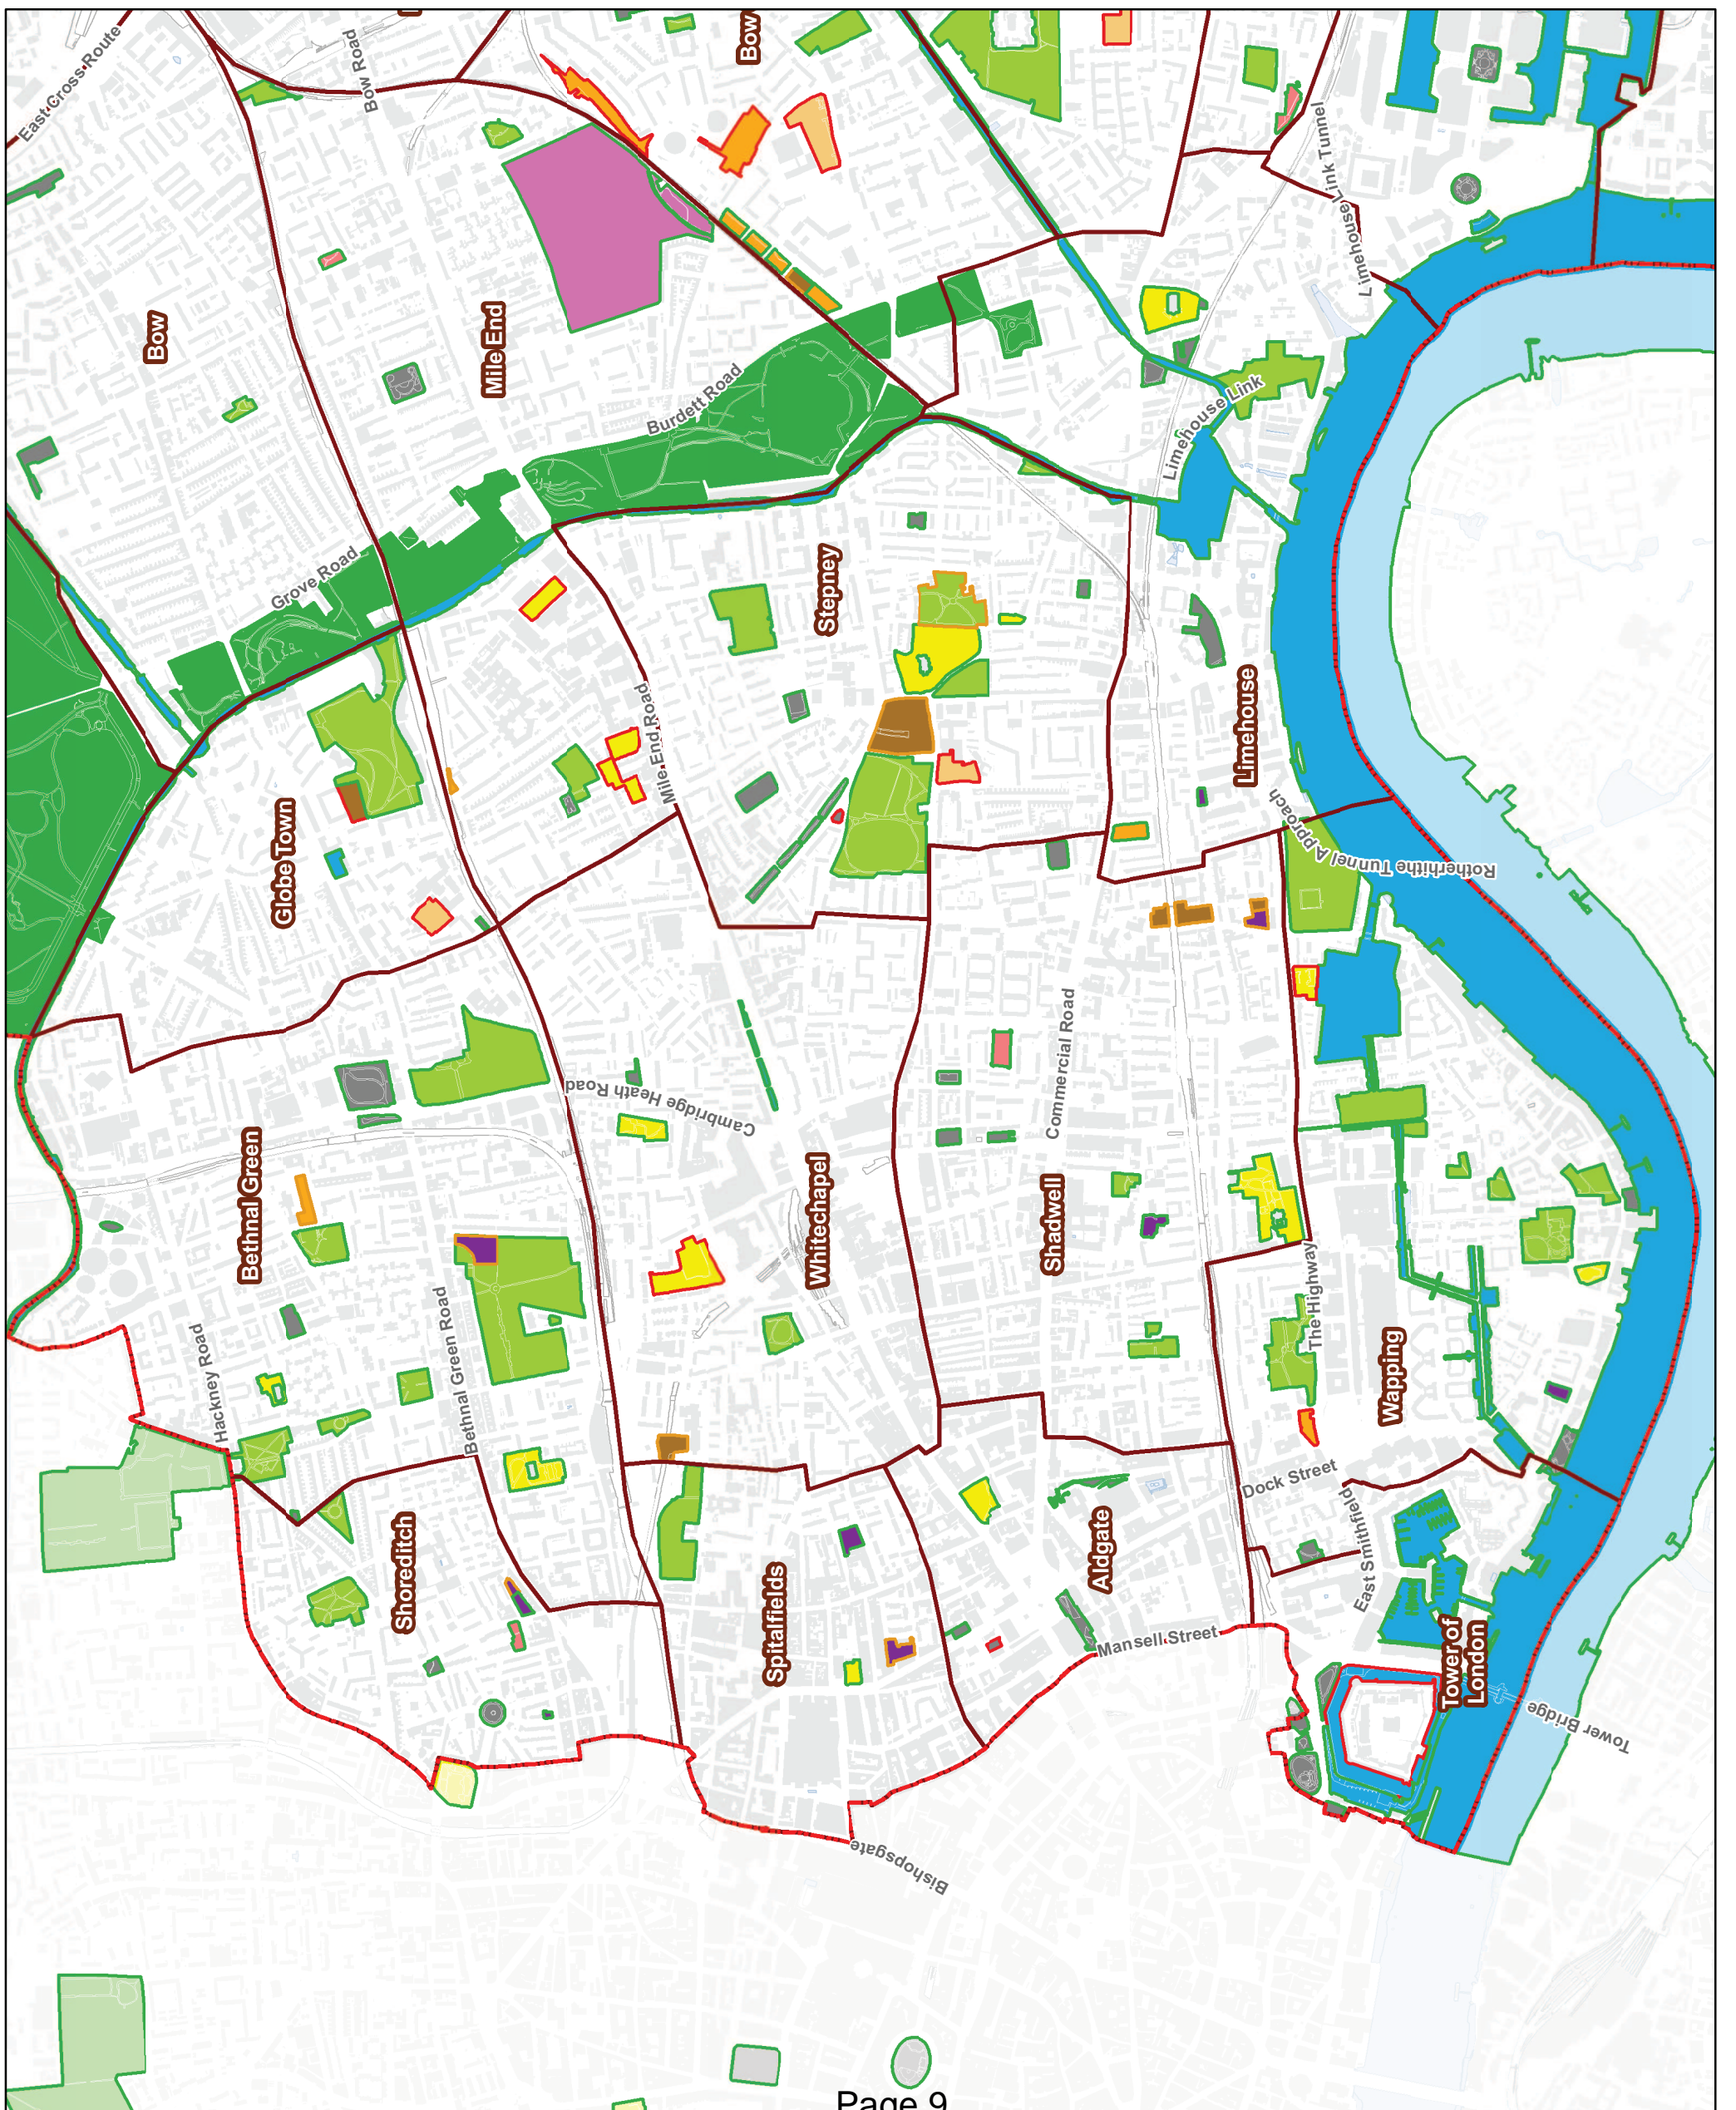 East Cross Route
Bow Road
Bow
Bow
Mile End
Burdett Road
Grove Road
Limehouse Link Tunnel
Limehouse Link
Stepney
Mile End Road
Globe Town
Limehouse
Rotherhithe Tunnel Approach
Commercial Road
Cambridge Heath Road
Bethnal Green
Whitechapel
Shadwell
The Highway
Wapping
Hackney Road
Bethnal Green Road
Dock Street
East Smithfield
Shoreditch
Spitalfields
Aldgate
Mansell Street
Tower of
London
Tower Bridge
Bishopsgate
Page 9